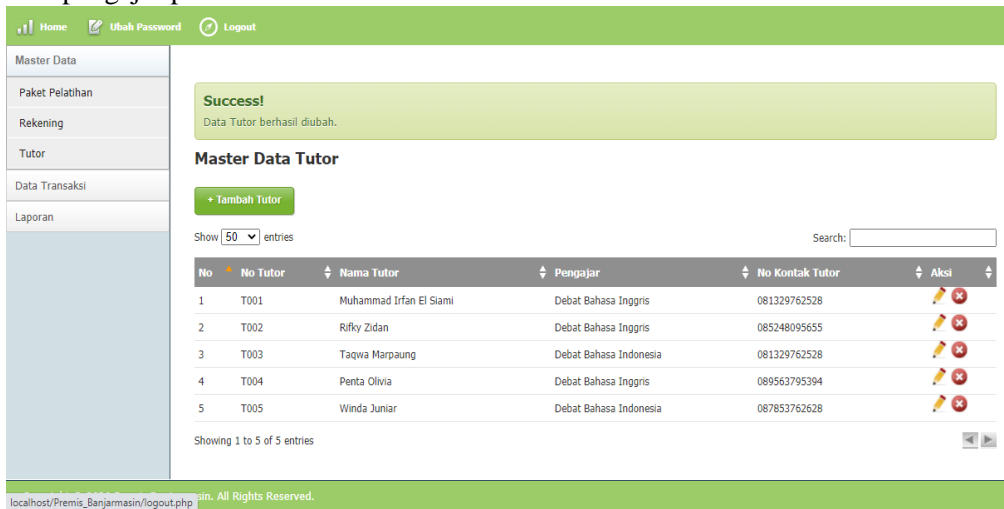 Home Ubah Password Logout
Master Data
Paket Pelatihan
Rekening
Tutor
Data Transaksi
Laporan
Success!
Data Tutor berhasil diubah.
Master Data Tutor
+ Tambah Tutor
Show 50 entries Search:
No No Tutor Nama Tutor Pengajar No Kontak Tutor Aksi
1 T001 Muhammad Irfan El Siami Debat Bahasa Inggris 081329762528
2 T002 Rifky Zidan Debat Bahasa Inggris 085248095655
3 T003 Taqwa Marpaung Debat Bahasa Indonesia 081329762528
4 T004 Penta Olivia Debat Bahasa Inggris 089563795394
5 T005 Winda Juniar Debat Bahasa Indonesia 087853762628
Showing 1 to 5 of 5 entries
All Rights Reserved.
localhost/Premis_Banjarmasin/logout.php